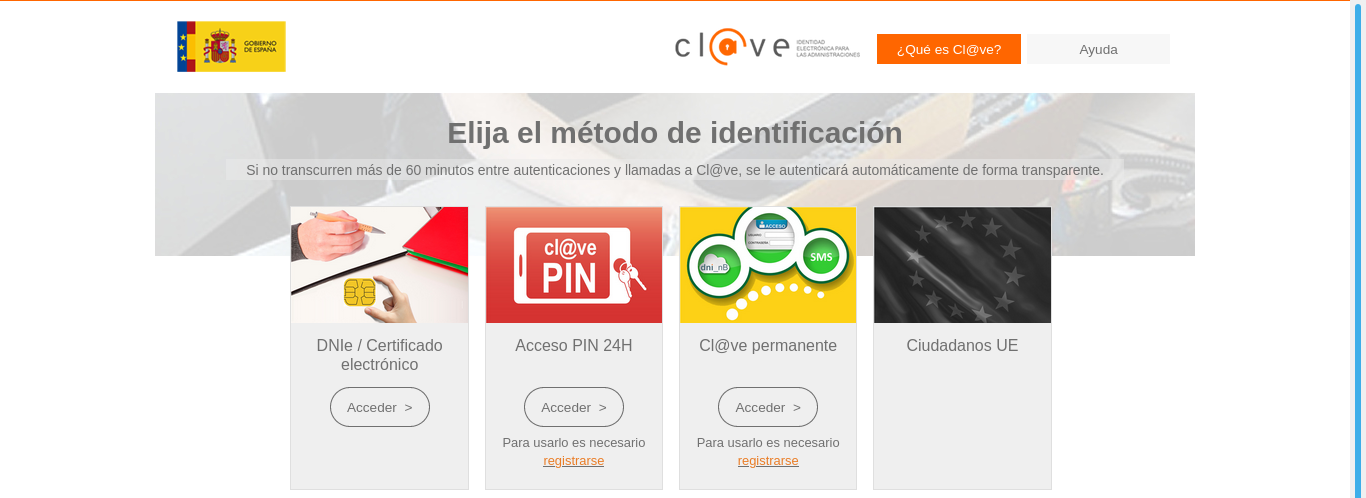 GOBIERNO
DE ESPAÑA
cl@ve
IDENTIDAD
ELECTRÓNICA PARA
LAS ADMINISTRACIONES
¿Qué es Cl@ve?
Ayuda
Elija el método de identificación
Si no transcurren más de 60 minutos entre autenticaciones y llamadas a Cl@ve, se le autenticará automáticamente de forma transparente.
cl@ve
PIN
ACCESO
dni_nB
SMS
DNIe / Certificado
electrónico
Acceder >
Acceso PIN 24H
Acceder >
Para usarlo es necesario
registrarse
Cl@ve permanente
Acceder >
Para usarlo es necesario
registrarse
Ciudadanos UE